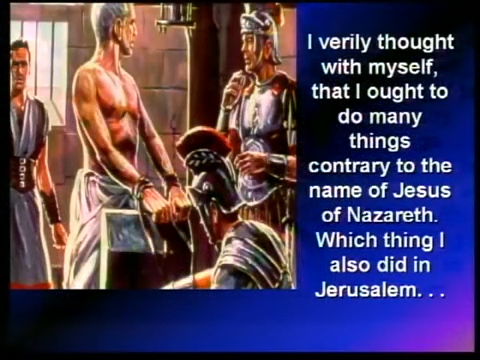 I verily thought
with myself,
that I ought to
do many
things
contrary to the
name of Jesus
of Nazareth.
Which thing I
also did in
Jerusalem. . .